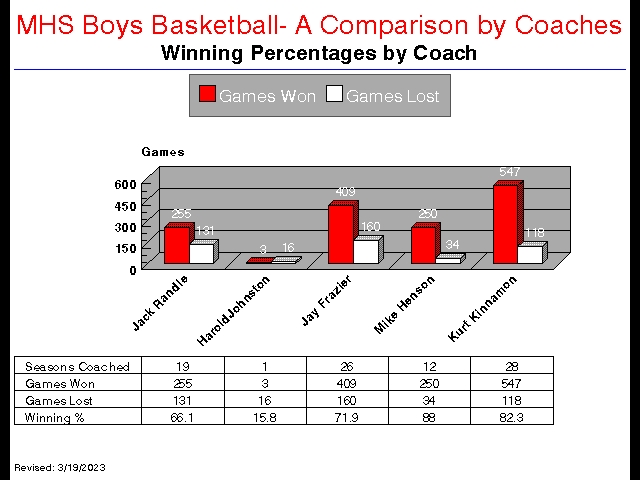 MHS Boys Basketball- A Comparison by Coaches
Winning Percentages by Coach
Games Won Games Lost
Games
600
450
300
150
0
255 131 3 16 409 160 250 34 547 118
Jack Randle HaroldJohnston Jay Frazier Mike Henson Kurt Kinnamon
Seasons Coached 19 1 26 12 28
Games Won 255 3 409 250 547
Games Lost 131 16 160 34 118
Winning % 66.1 15.8 71.9 88 82.3
Revised: 3/19/2023